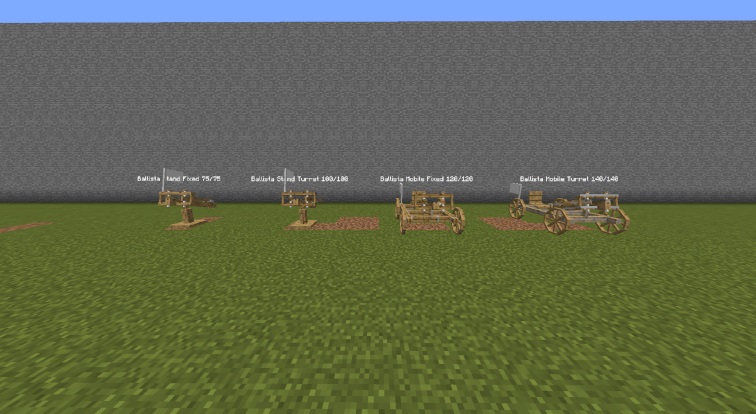 Ballista Stand Fixed 75/75
Ballista Stand Turret 100/100
Ballista Mobile Fixed 120/120
Ballista Mobile Turret 140/140